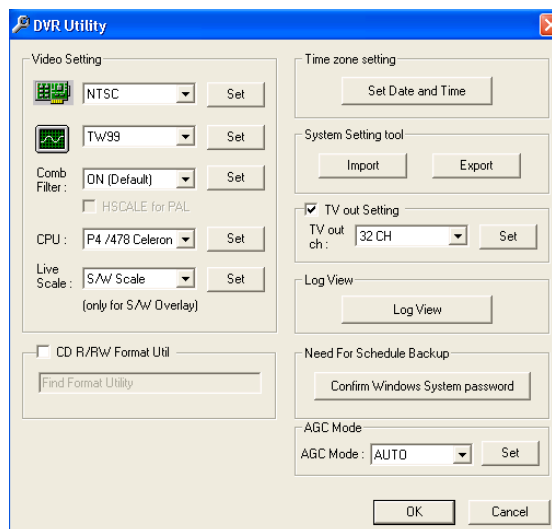 DVR Utility
Video Setting
NTSC
Set
TW99
Set
Comb
Filter :
ON (Default)
Set
HSCALE for PAL
CPU :
P4 /478 Celeron
Set
Live
Scale :
S/W Scale
Set
(only for S/W Overlay)
CD R/RW Format Util
Find Format Utility
Time zone setting
Set Date and Time
System Setting tool
Import
Export
TV out Setting
TV out
ch :
32 CH
Set
Log View
Log View
Need For Schedule Backup
Confirm Windows System password
AGC Mode
AGC Mode :
AUTO
Set
OK
Cancel